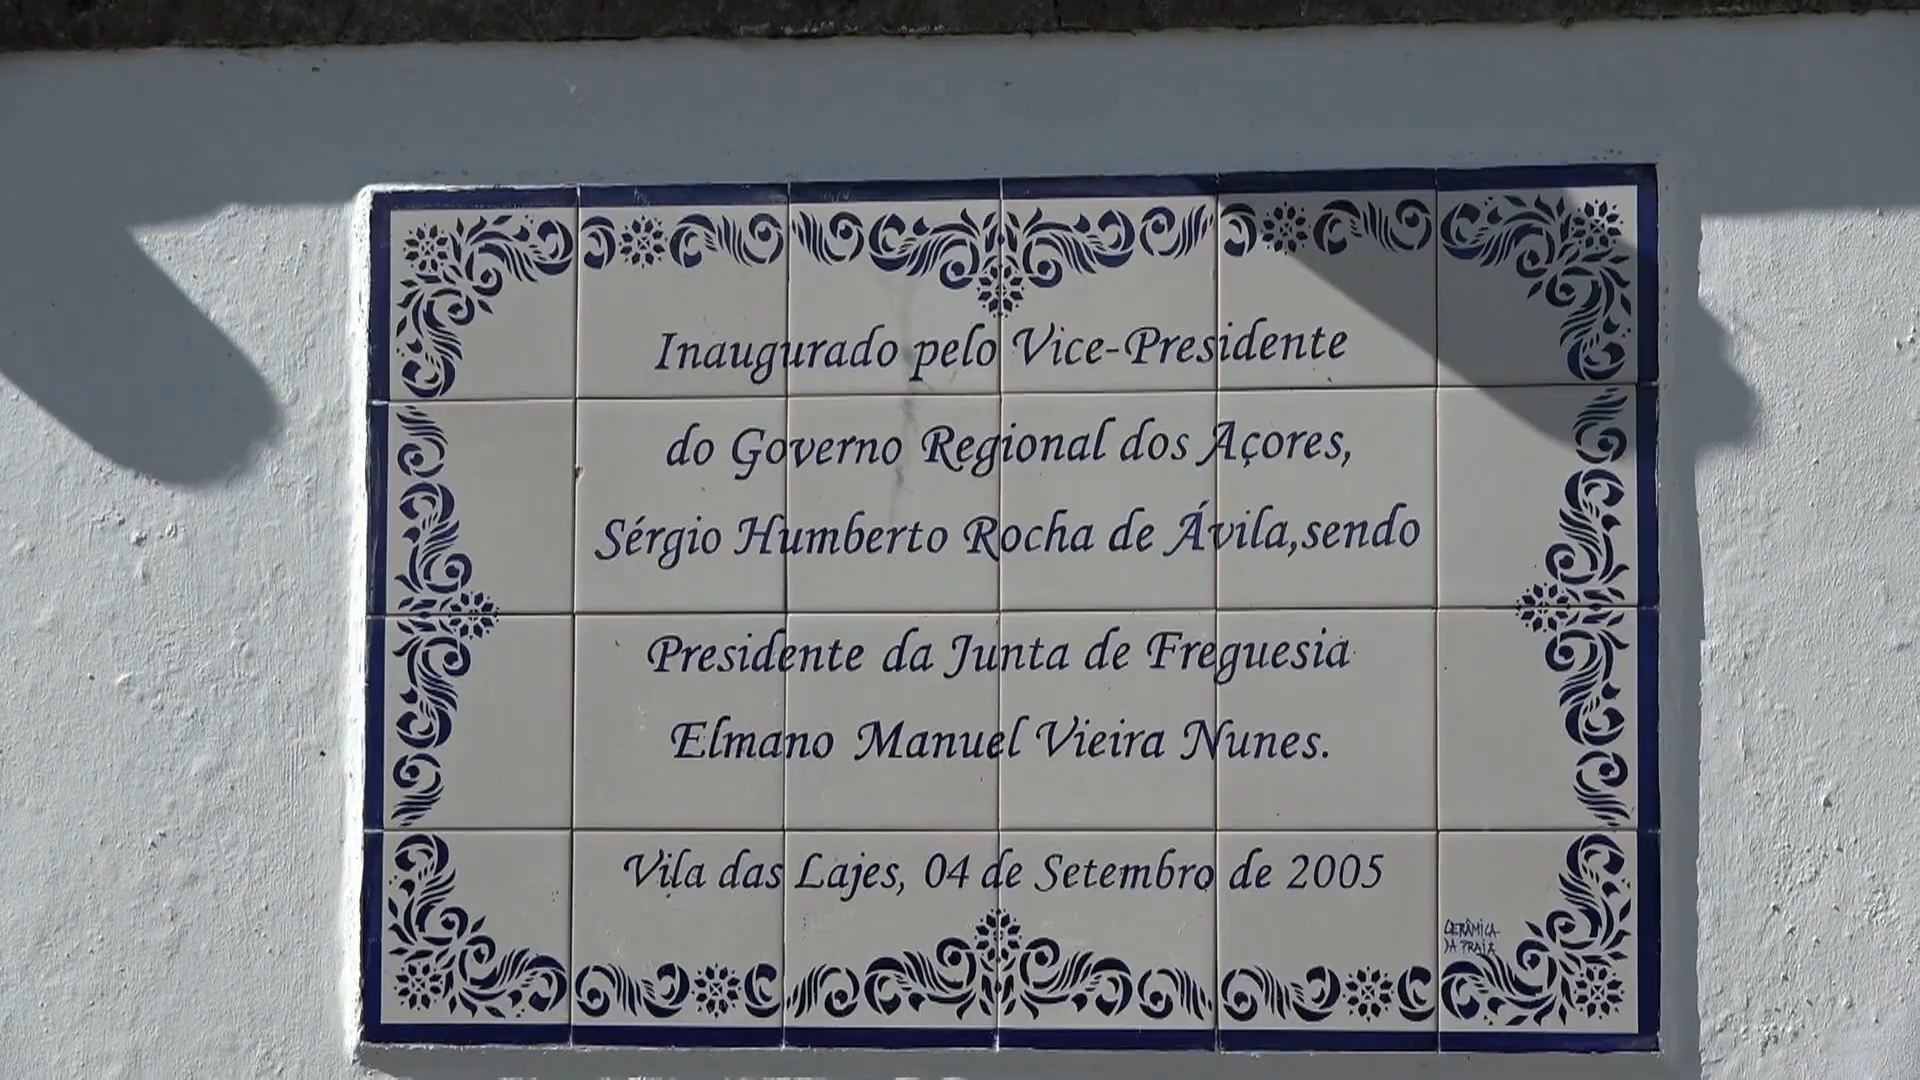 Inaugurado pelo Vice-Presidente
do Governo Regional dos Açores,
Sérgio Humberto Rocha de Ávila,sendo
Presidente da Junta de Freguesia
Elmano Manuel Vieira Nunes.
Vila das Lajes, 04 de Setembro de 2005
CERÂMICA
DA PRAIA